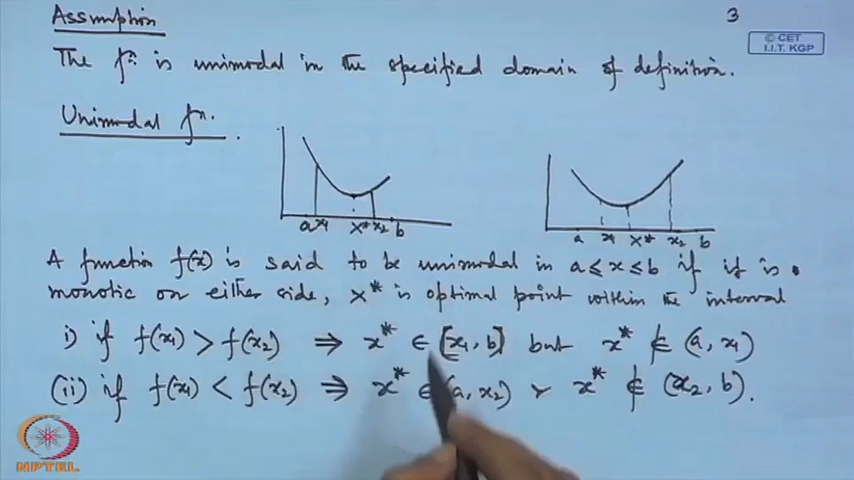 Assumption
3
© CET
I.I.T. KGP
The fn. is unimodal in the specified domain of definition.
Unimodal fn.
a x1 x* x2 b
a x1 x* x2 b
A function f(x) is said to be unimodal in a ≤ x ≤ b if if is
monotic on either side, x* is optimal point within the interval
i) if f(x1) > f(x2) ⇒ x* ∈ [x1, b] but x* ∉ (a, x1)
(ii) if f(x1) < f(x2) ⇒ x* ∈ (a, x2) r x* ∉ (x2, b).
NPTEL